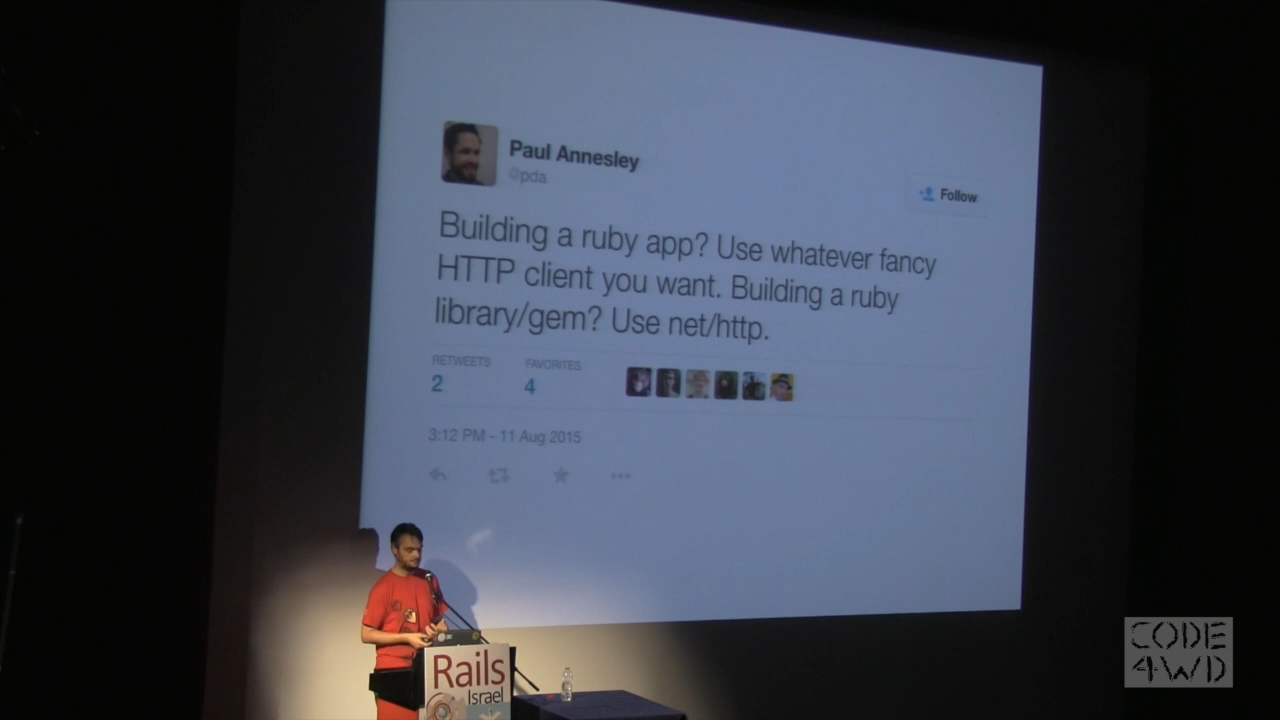 Paul Annesley
@pda
Follow
Building a ruby app? Use whatever fancy
HTTP client you want. Building a ruby
library/gem? Use net/http.
RETWEETS FAVORITES
2 4
3:12 PM - 11 Aug 2015
Rails
Israel
CODE
4WD